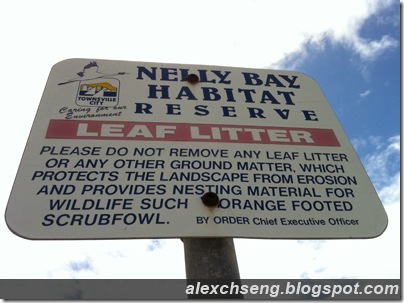 NELLY BAY
HABITAT
RESERVE
TOWNSVILLE
CITY
Caring for our
Environment
LEAF LITTER
PLEASE DO NOT REMOVE ANY LEAF LITTER
OR ANY OTHER GROUND MATTER, WHICH
PROTECTS THE LANDSCAPE FROM EROSION
AND PROVIDES NESTING MATERIAL FOR
WILDLIFE SUCH ORANGE FOOTED
SCRUBFOWL. BY ORDER Chief Executive Officer
alexchseng.blogspot.com